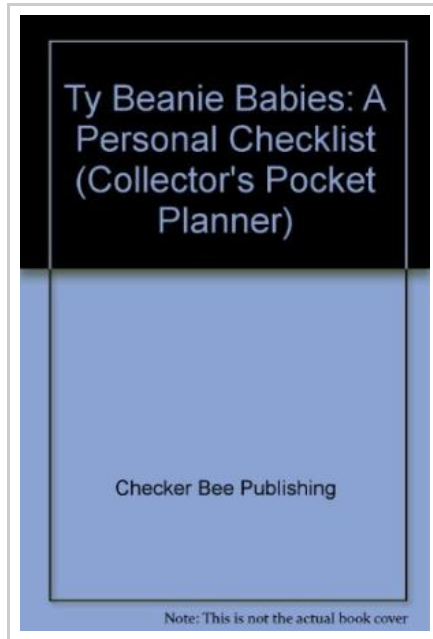 Ty Beanie Babies: A
Personal Checklist
(Collector's Pocket
Planner)
Checker Bee Publishing
Note: This is not the actual book cover